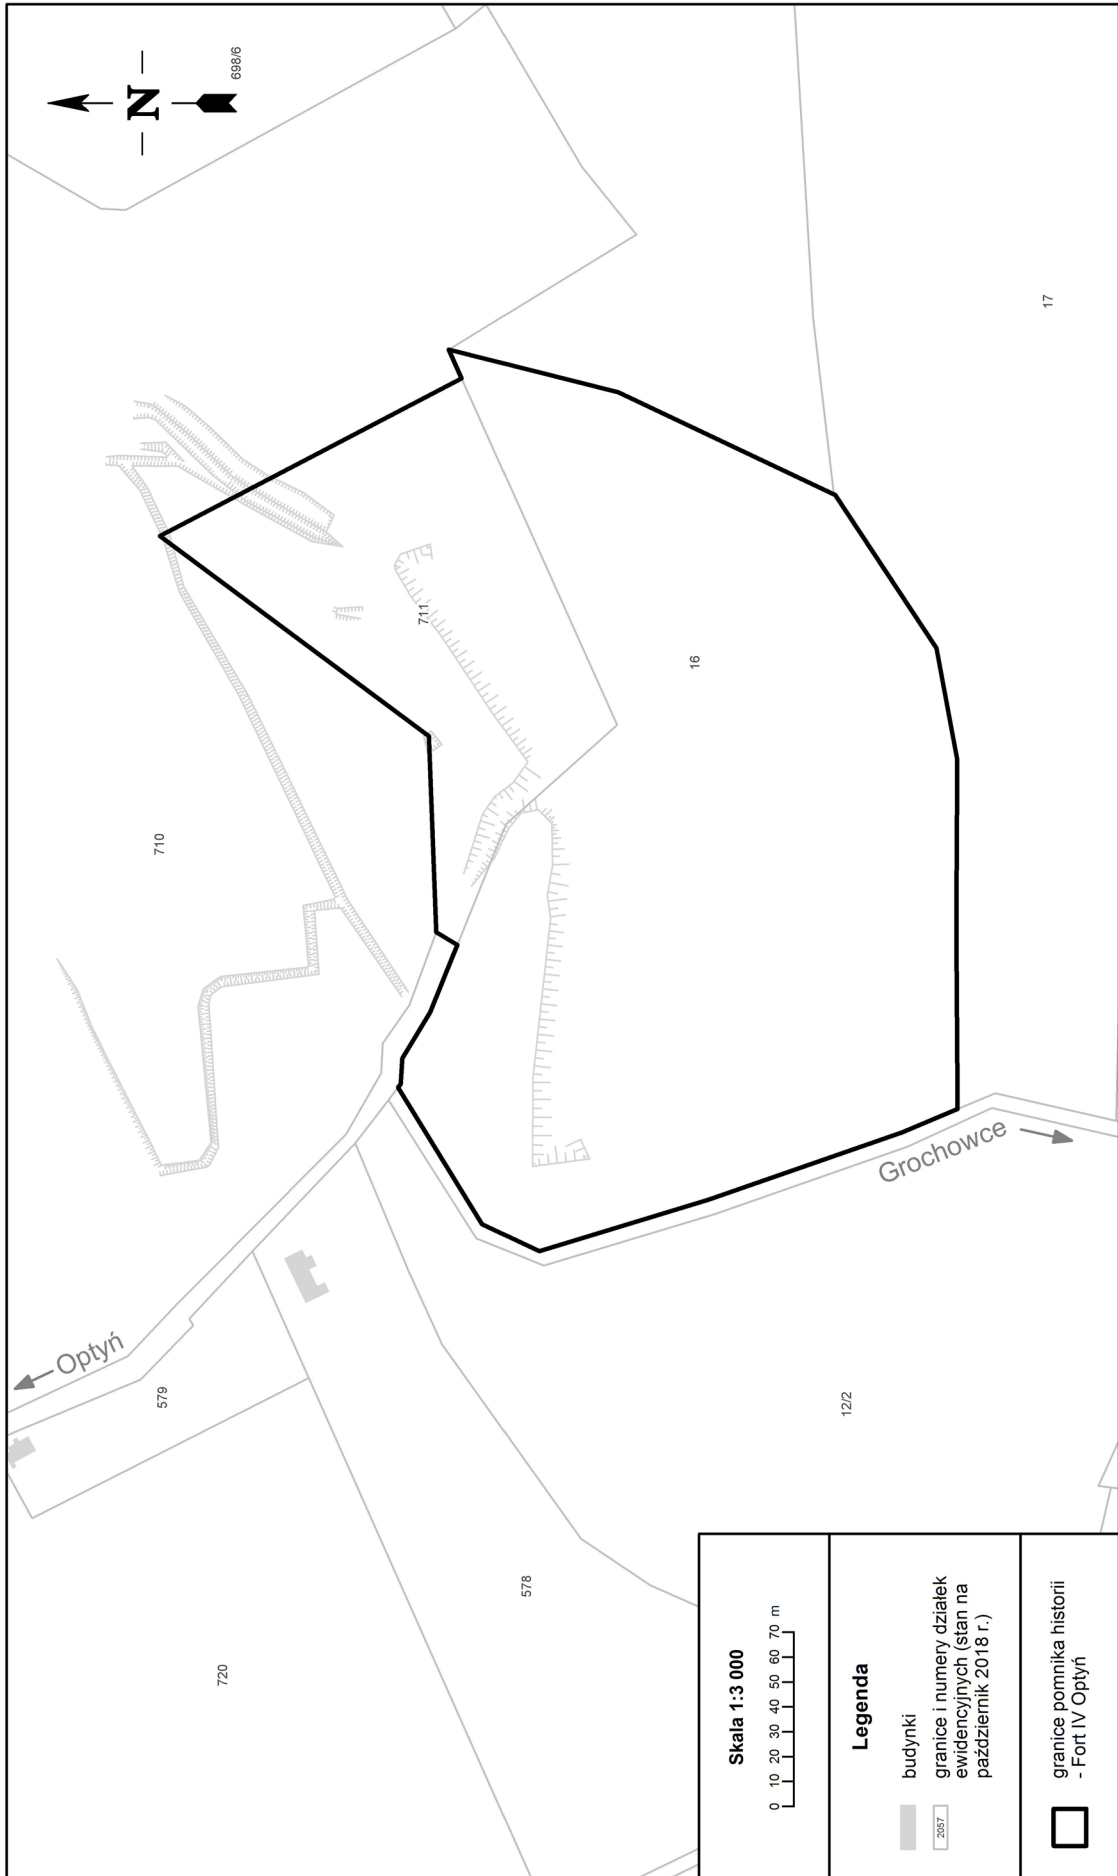 N
698/6
17
710
711
16
Optyń
Grochowce
579
12/2
720
578
Skala 1:3 000
0 10 20 30 40 50 60 70 m
Legenda
budynki
2057
granice i numery działek
ewidencyjnych (stan na
październik 2018 r.)
granice pomnika historii
- Fort IV Optyń